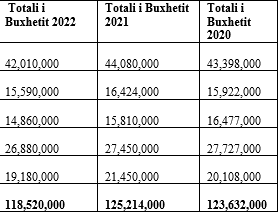 Totali i Buxhetit 2022 Totali i Buxhetit 2021 Totali i Buxhetit 2020
42,010,000 44,080,000 43,398,000
15,590,000 16,424,000 15,922,000
14,860,000 15,810,000 16,477,000
26,880,000 27,450,000 27,727,000
19,180,000 21,450,000 20,108,000
118,520,000 125,214,000 123,632,000